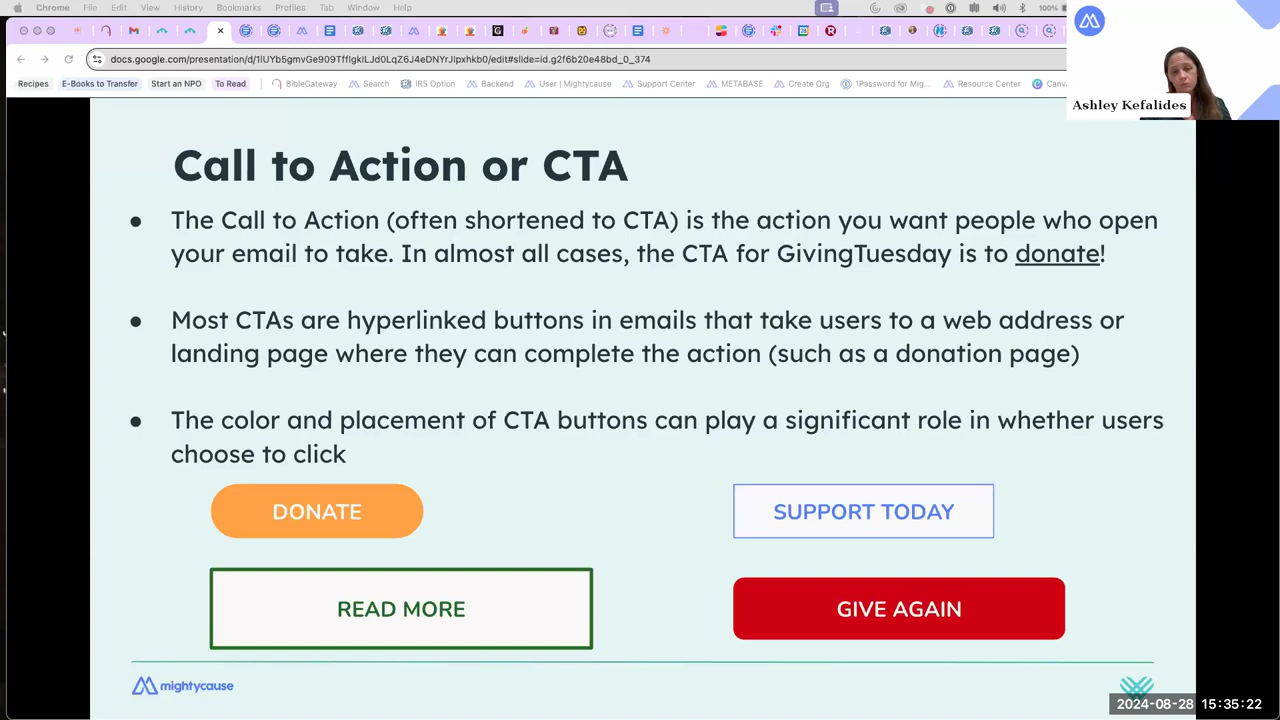 Chrome File Edit View History Bookmarks Profiles Tab Window Help 100%
docs.google.com/presentation/d/
edit#slide=id.g2f6b20e48bd_0_374
Recipes E-Books to Transfer Start an NPO To Read BibleGateway Search IRS Option Backend User | Mightycause Support Center METABASE Create Org 1Password for Mig... Resource Center Canv
Ashley Kefalides
Call to Action or CTA
● The Call to Action (often shortened to CTA) is the action you want people who open
your email to take. In almost all cases, the CTA for GivingTuesday is to donate!
● Most CTAs are hyperlinked buttons in emails that take users to a web address or
landing page where they can complete the action (such as a donation page)
● The color and placement of CTA buttons can play a significant role in whether users
choose to click
DONATE
SUPPORT TODAY
READ MORE
GIVE AGAIN
mightycause
2024-08-28 15:35:22